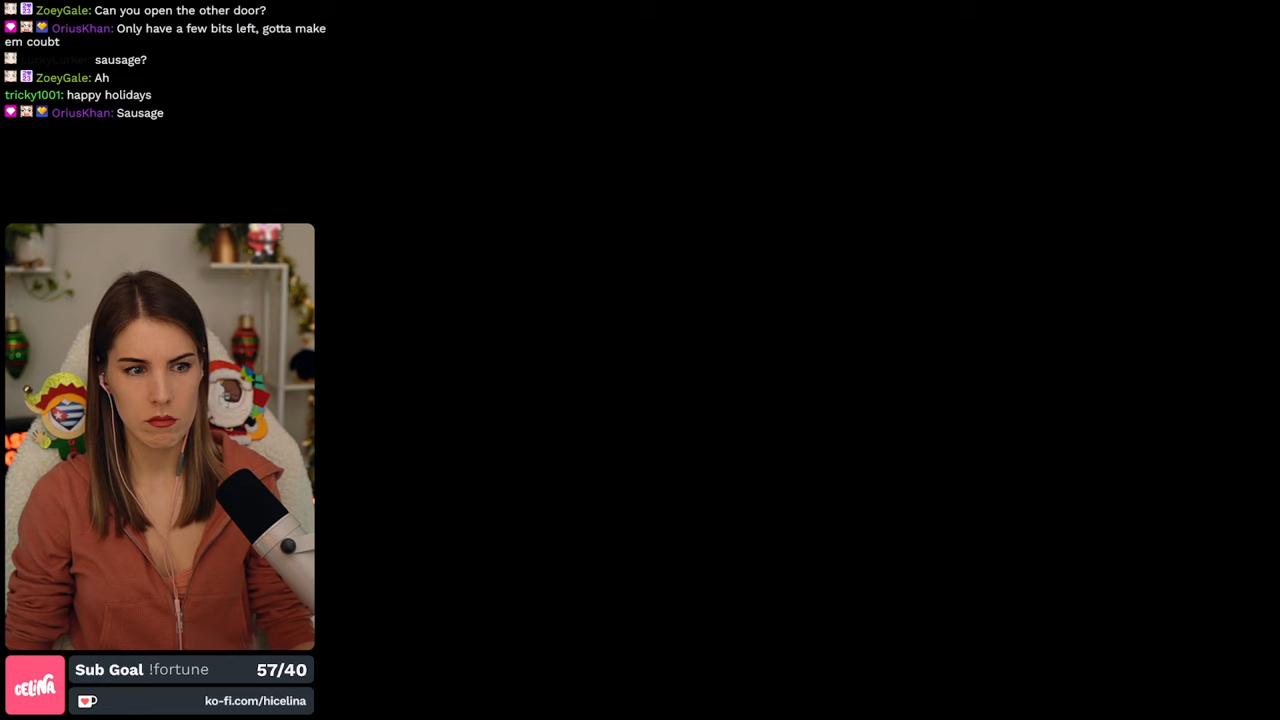 ZoeyGale: Can you open the other door?
OriusKhan: Only have a few bits left, gotta make
em coubt
LurkyLurker: sausage?
ZoeyGale: Ah
tricky1001: happy holidays
OriusKhan: Sausage
CELINA
Sub Goal !fortune 57/40
ko-fi.com/hicelina